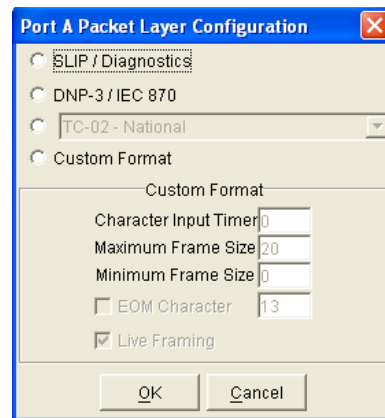 Port A Packet Layer Configuration
SLIP / Diagnostics
DNP-3 / IEC 870
TC-02 - National
Custom Format
Custom Format
Character Input Timer 0
Maximum Frame Size 20
Minimum Frame Size 0
EOM Character 13
Live Framing
OK Cancel